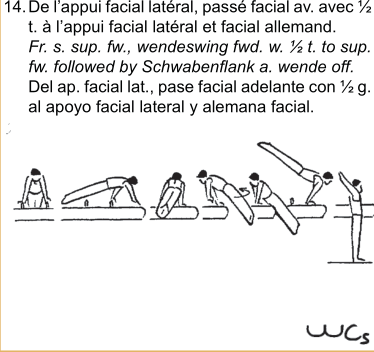 14. De l'appui facial latéral, passé facial av. avec ½
t. à l'appui facial latéral et facial allemand.
Fr. s. sup. fw., wendeswing fwd. w. ½ t. to sup.
fw. followed by Schwabenflank a. wende off.
Del ap. facial lat., pase facial adelante con ½ g.
al apoyo facial lateral y alemana facial.
WCs